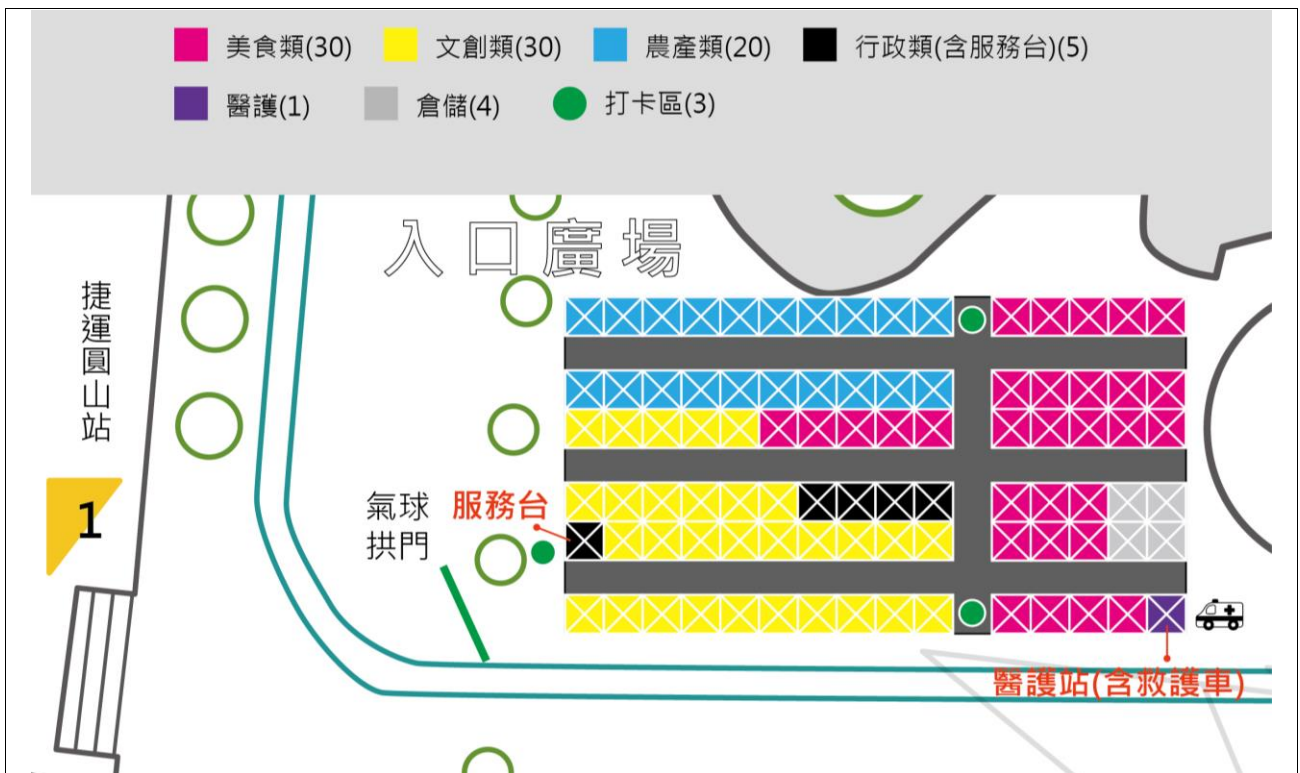 美食類(30) 文創類(30) 農產類(20) 行政類(含服務台)(5)
醫護(1) 倉儲(4) 打卡區(3)
入口廣場
捷運圓山站
1
氣球
拱門
服務台
醫護站(含救護車)